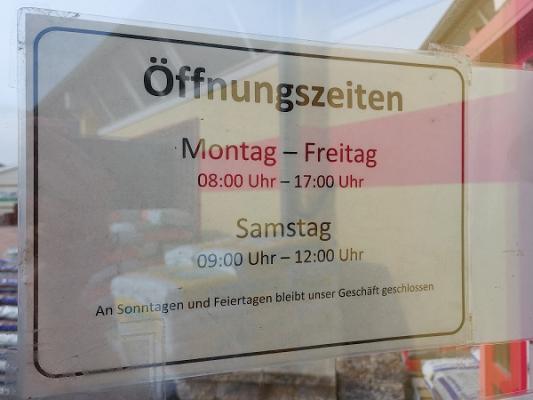 Öffnungszeiten
Montag – Freitag
08:00 Uhr – 17:00 Uhr
Samstag
09:00 Uhr – 12:00 Uhr
An Sonntagen und Feiertagen bleibt unser Geschäft geschlossen